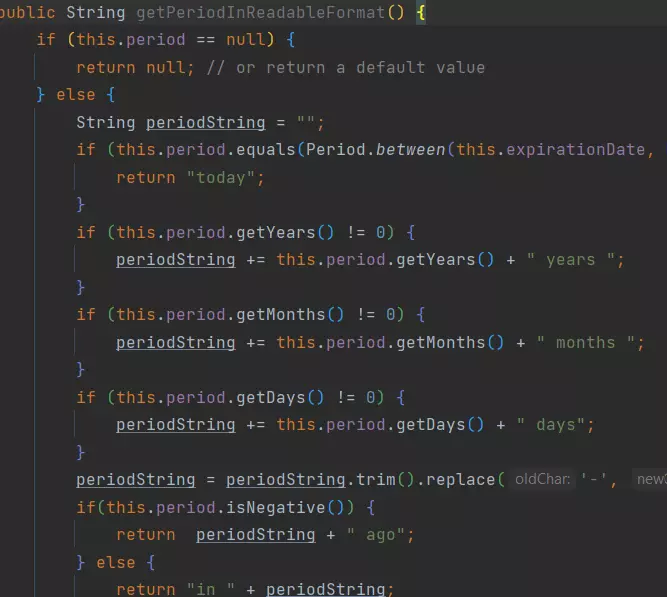 public String getPeriodInReadableFormat() {
if (this.period == null) {
return null; // or return a default value
} else {
String periodString = "";
if (this.period.equals(Period.between(this.expirationDate,
return "today";
}
if (this.period.getYears() != 0) {
periodString += this.period.getYears() + " years ";
}
if (this.period.getMonths() != 0) {
periodString += this.period.getMonths() + " months ";
}
if (this.period.getDays() != 0) {
periodString += this.period.getDays() + " days";
}
periodString = periodString.trim().replace( oldChar: '-',
if(this.period.isNegative()) {
return  periodString + " ago";
} else {
return "in " + periodString;